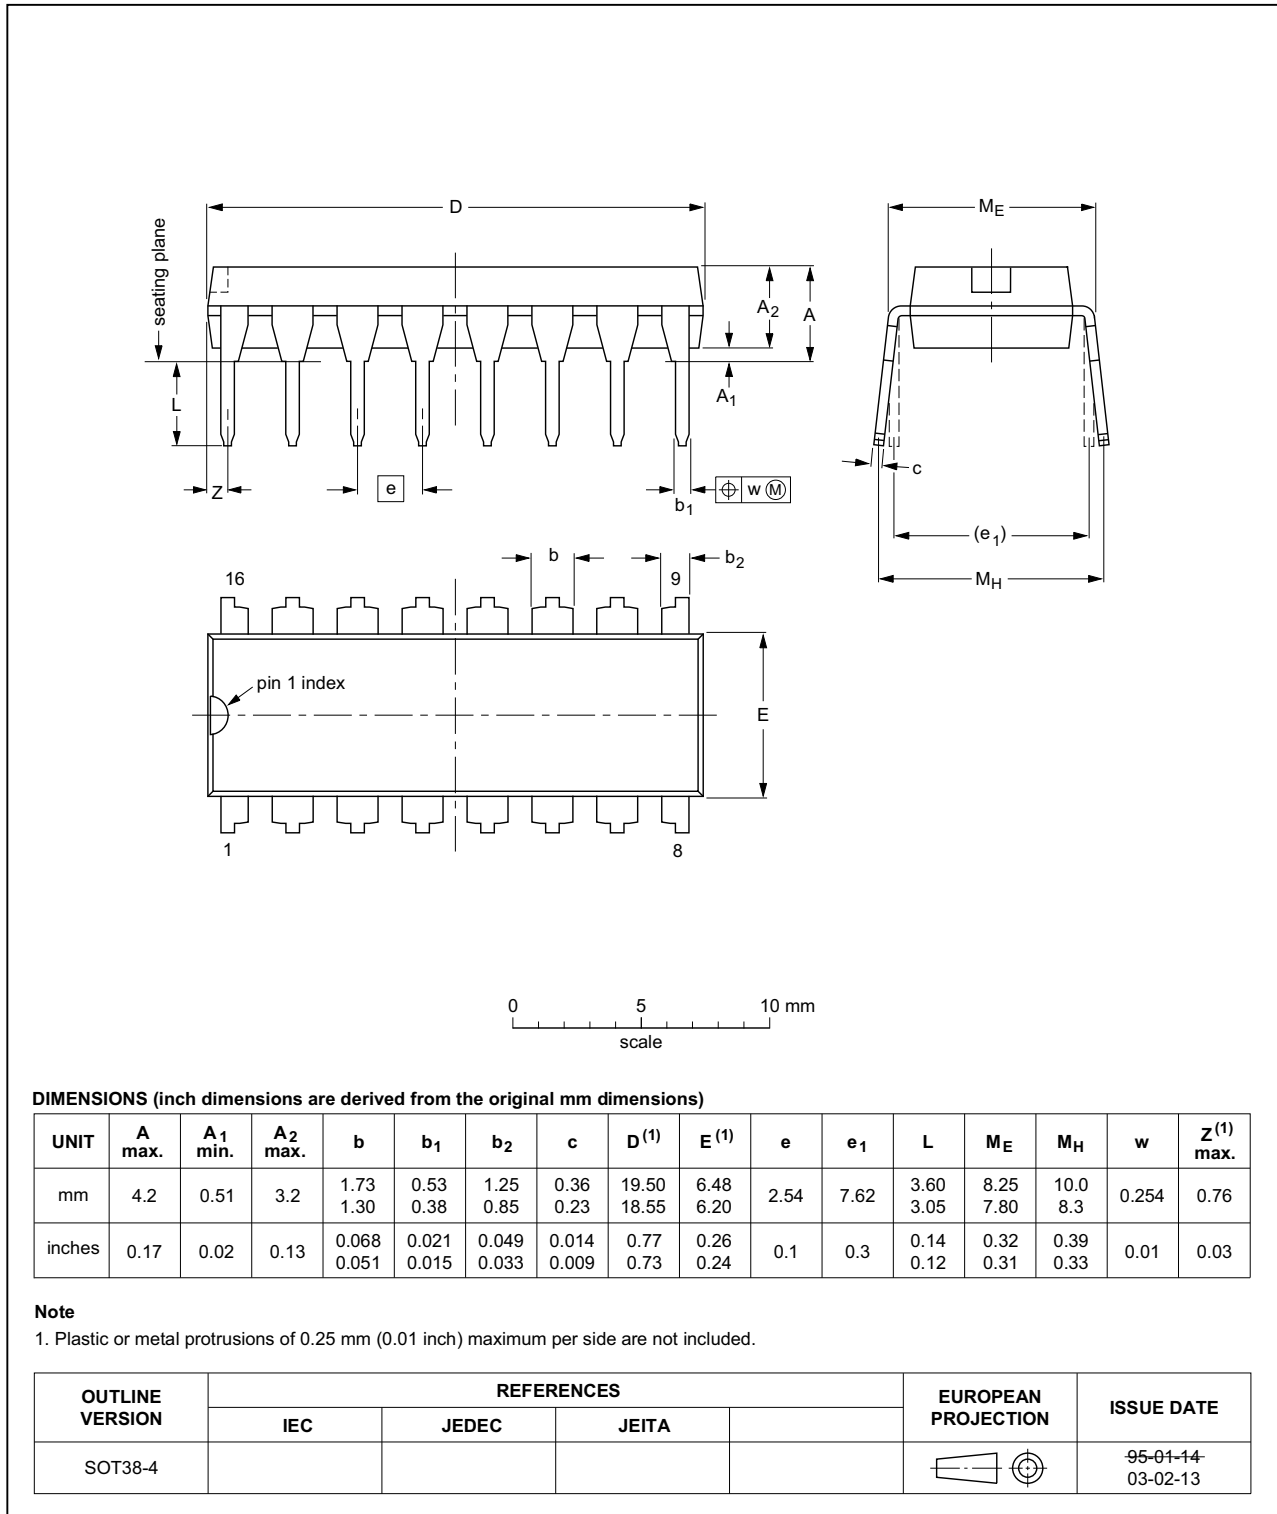 D
ME
seating plane
A2
A
A1
L
Z
e
b1
w M
c
(e1)
MH
b
b2
16
9
pin 1 index
E
1
8
0 5 10 mm
scale
DIMENSIONS (inch dimensions are derived from the original mm dimensions)
UNIT A max. A1 min. A2 max. b b1 b2 c D(1) E(1) e e1 L ME MH w Z(1) max.
mm 4.2 0.51 3.2 1.73 1.30 0.53 0.38 1.25 0.85 0.36 0.23 19.50 18.55 6.48 6.20 2.54 7.62 3.60 3.05 8.25 7.80 10.0 8.3 0.254 0.76
inches 0.17 0.02 0.13 0.068 0.051 0.021 0.015 0.049 0.033 0.014 0.009 0.77 0.73 0.26 0.24 0.1 0.3 0.14 0.12 0.32 0.31 0.39 0.33 0.01 0.03
Note
1. Plastic or metal protrusions of 0.25 mm (0.01 inch) maximum per side are not included.
OUTLINE VERSION REFERENCES EUROPEAN PROJECTION ISSUE DATE
IEC JEDEC JEITA
SOT38-4 95-01-14
03-02-13